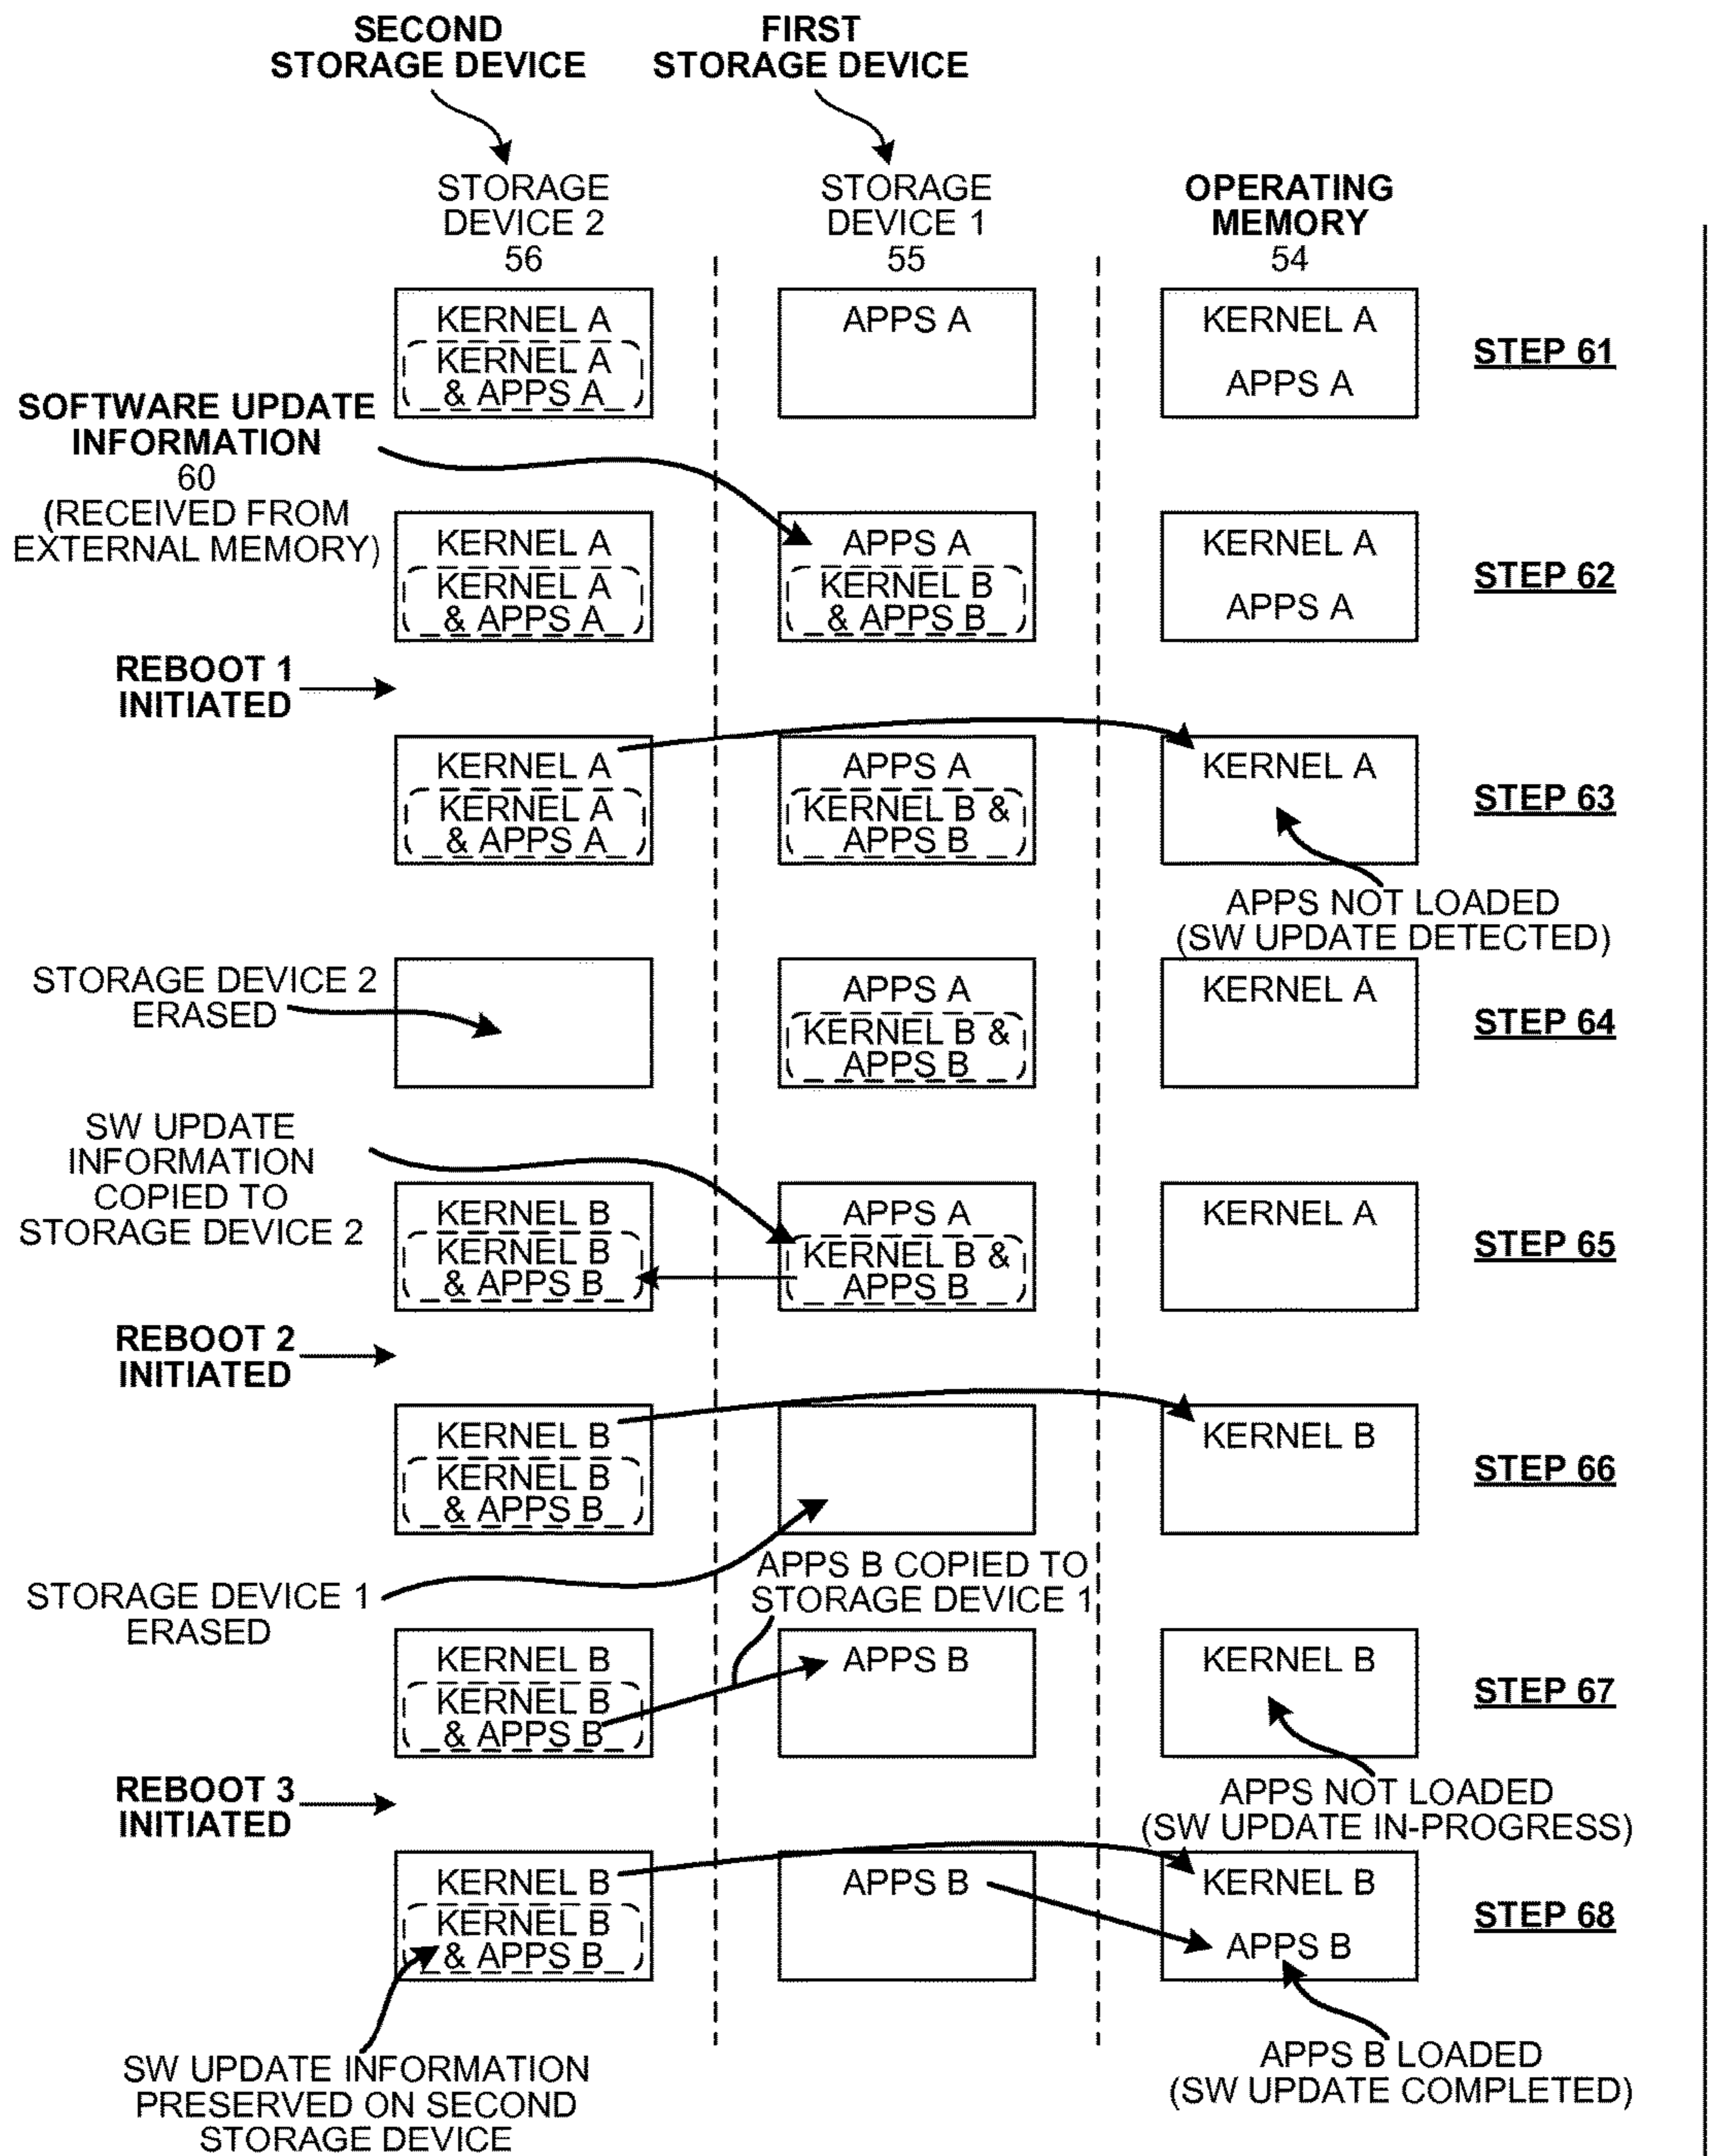 SECOND
STORAGE DEVICE
FIRST
STORAGE DEVICE
STORAGE
DEVICE 2
56
STORAGE
DEVICE 1
55
OPERATING
MEMORY
54
KERNEL A
KERNEL A
& APPS A
APPS A
KERNEL A
APPS A
STEP 61
SOFTWARE UPDATE
INFORMATION
60
(RECEIVED FROM
EXTERNAL MEMORY)
KERNEL A
KERNEL A
& APPS A
APPS A
KERNEL B
& APPS B
KERNEL A
APPS A
STEP 62
REBOOT 1
INITIATED
KERNEL A
KERNEL A
& APPS A
APPS A
KERNEL B &
APPS B
KERNEL A
STEP 63
APPS NOT LOADED
(SW UPDATE DETECTED)
STORAGE DEVICE 2
ERASED
APPS A
KERNEL B &
APPS B
KERNEL A
STEP 64
SW UPDATE
INFORMATION
COPIED TO
STORAGE DEVICE 2
KERNEL B
KERNEL B
& APPS B
APPS A
KERNEL B &
APPS B
KERNEL A
STEP 65
REBOOT 2
INITIATED
KERNEL B
KERNEL B
& APPS B
KERNEL B
STEP 66
STORAGE DEVICE 1
ERASED
APPS B COPIED TO
STORAGE DEVICE 1
KERNEL B
KERNEL B
& APPS B
APPS B
KERNEL B
STEP 67
APPS NOT LOADED
(SW UPDATE IN-PROGRESS)
REBOOT 3
INITIATED
KERNEL B
KERNEL B
& APPS B
APPS B
KERNEL B
APPS B
STEP 68
SW UPDATE INFORMATION
PRESERVED ON SECOND
STORAGE DEVICE
APPS B LOADED
(SW UPDATE COMPLETED)